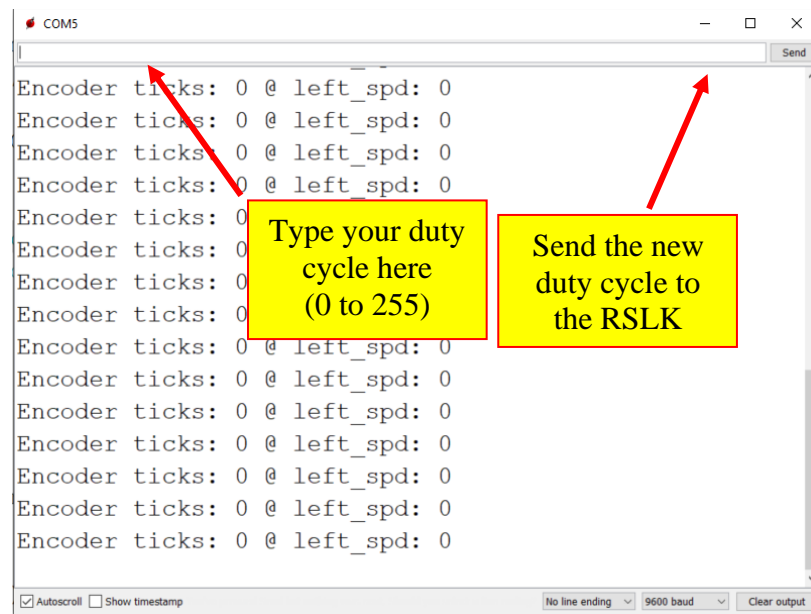 COM5
Send
Encoder ticks: 0 @ left_spd: 0
Encoder ticks: 0 @ left_spd: 0
Encoder ticks: 0 @ left_spd: 0
Encoder ticks: 0 @ left_spd: 0
Encoder ticks: 0
Encoder ticks: 0
Encoder ticks: 0
Encoder ticks: 0
Encoder ticks: 0 @ left_spd: 0
Encoder ticks: 0 @ left_spd: 0
Encoder ticks: 0 @ left_spd: 0
Encoder ticks: 0 @ left_spd: 0
Encoder ticks: 0 @ left_spd: 0
Encoder ticks: 0 @ left_spd: 0
Encoder ticks: 0 @ left_spd: 0
Type your duty
cycle here
(0 to 255)
Send the new
duty cycle to
the RSLK
Autoscroll Show timestamp No line ending 9600 baud Clear output